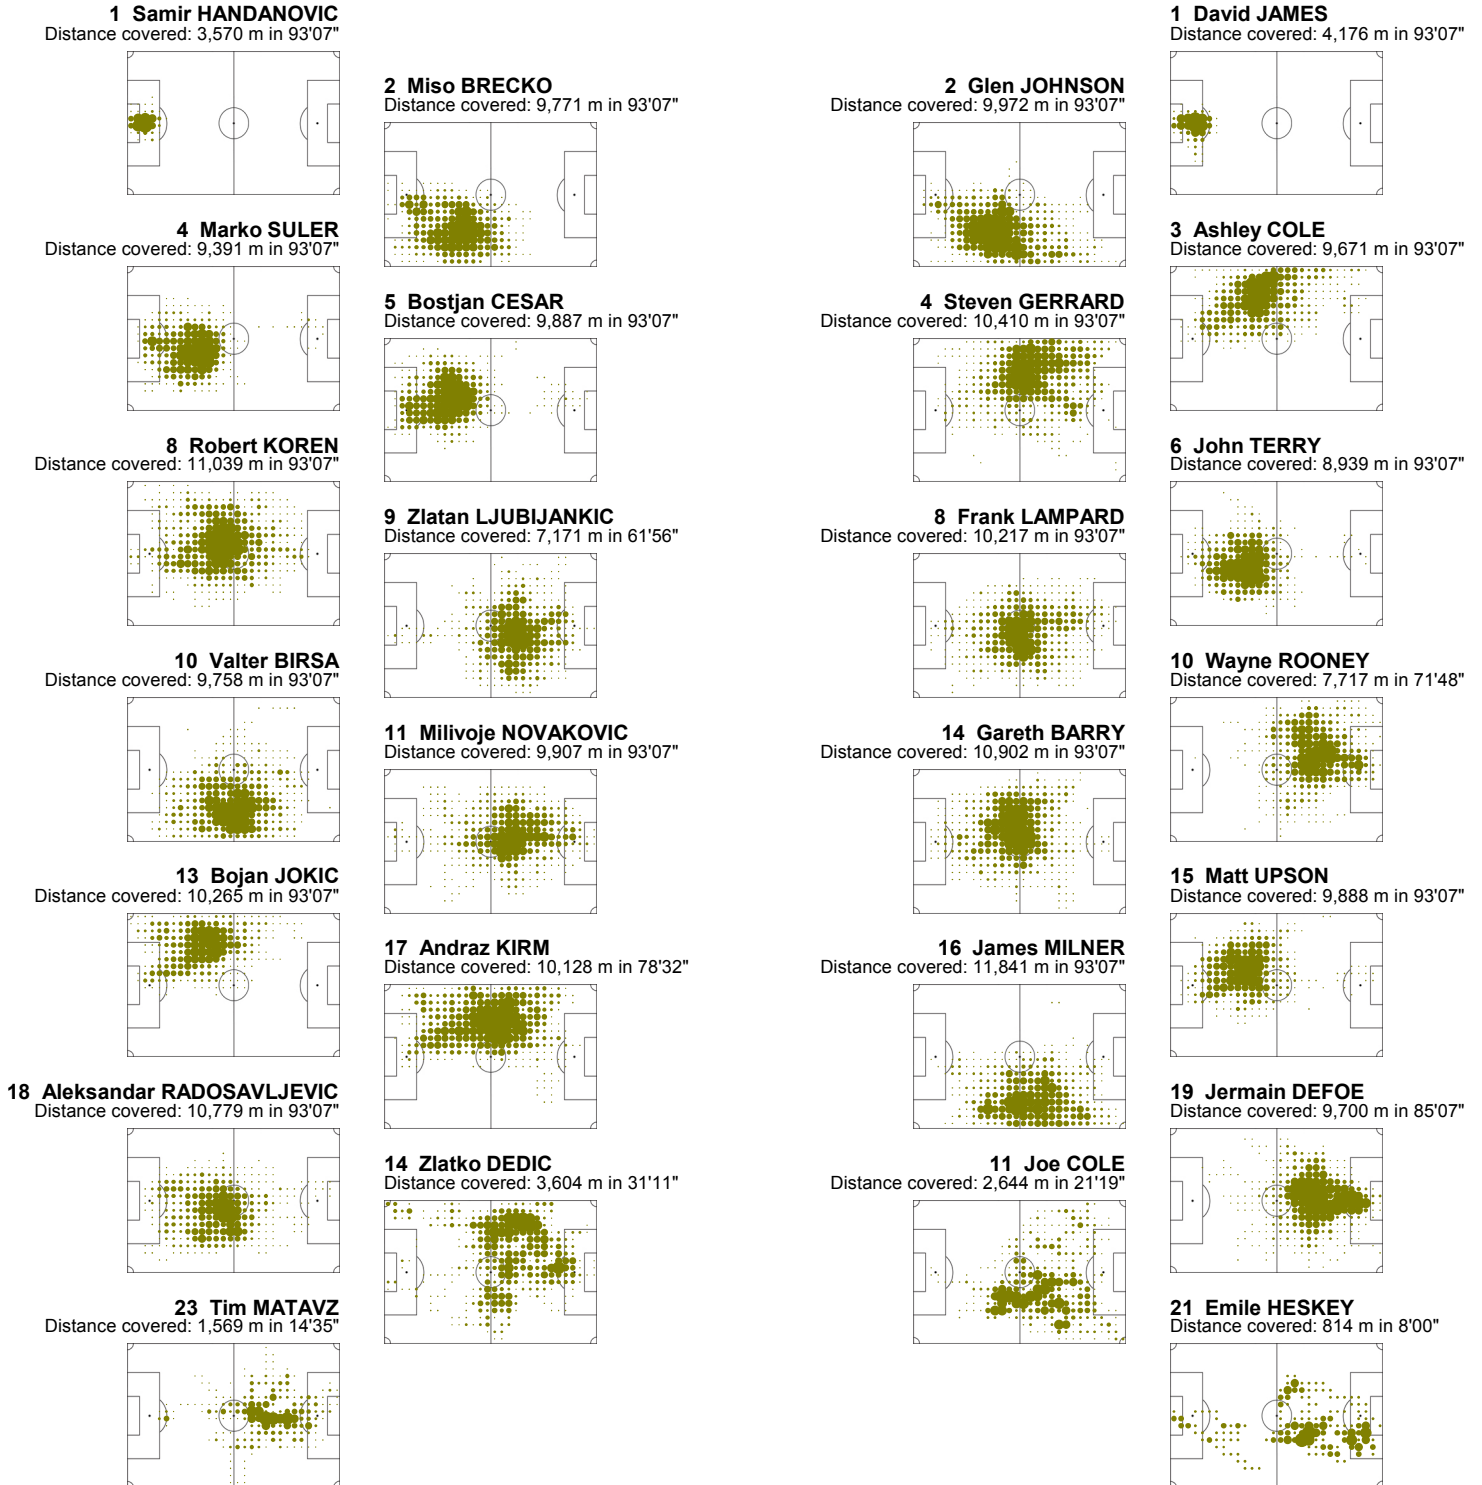 1 Samir HANDANOVIC
Distance covered: 3,570 m in 93'07"
2 Miso BRECKO
Distance covered: 9,771 m in 93'07"
4 Marko SULER
Distance covered: 9,391 m in 93'07"
5 Bostjan CESAR
Distance covered: 9,887 m in 93'07"
8 Robert KOREN
Distance covered: 11,039 m in 93'07"
9 Zlatan LJUBIJANKIC
Distance covered: 7,171 m in 61'56"
10 Valter BIRSA
Distance covered: 9,758 m in 93'07"
11 Milivoje NOVAKOVIC
Distance covered: 9,907 m in 93'07"
13 Bojan JOKIC
Distance covered: 10,265 m in 93'07"
17 Andraz KIRM
Distance covered: 10,128 m in 78'32"
18 Aleksandar RADOSAVLJEVIC
Distance covered: 10,779 m in 93'07"
14 Zlatko DEDIC
Distance covered: 3,604 m in 31'11"
23 Tim MATAVZ
Distance covered: 1,569 m in 14'35"
1 David JAMES
Distance covered: 4,176 m in 93'07"
2 Glen JOHNSON
Distance covered: 9,972 m in 93'07"
3 Ashley COLE
Distance covered: 9,671 m in 93'07"
4 Steven GERRARD
Distance covered: 10,410 m in 93'07"
6 John TERRY
Distance covered: 8,939 m in 93'07"
8 Frank LAMPARD
Distance covered: 10,217 m in 93'07"
10 Wayne ROONEY
Distance covered: 7,717 m in 71'48"
14 Gareth BARRY
Distance covered: 10,902 m in 93'07"
15 Matt UPSON
Distance covered: 9,888 m in 93'07"
16 James MILNER
Distance covered: 11,841 m in 93'07"
19 Jermain DEFOE
Distance covered: 9,700 m in 85'07"
11 Joe COLE
Distance covered: 2,644 m in 21'19"
21 Emile HESKEY
Distance covered: 814 m in 8'00"